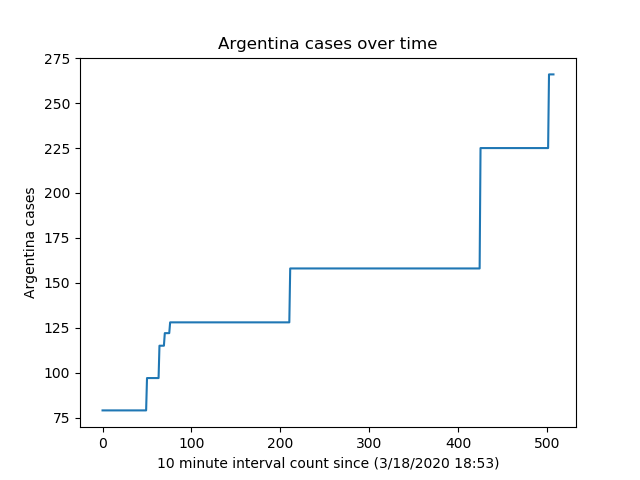 Argentina cases over time
275
250
225
200
175
150
125
100
75
Argentina cases
0 100 200 300 400 500
10 minute interval count since (3/18/2020 18:53)